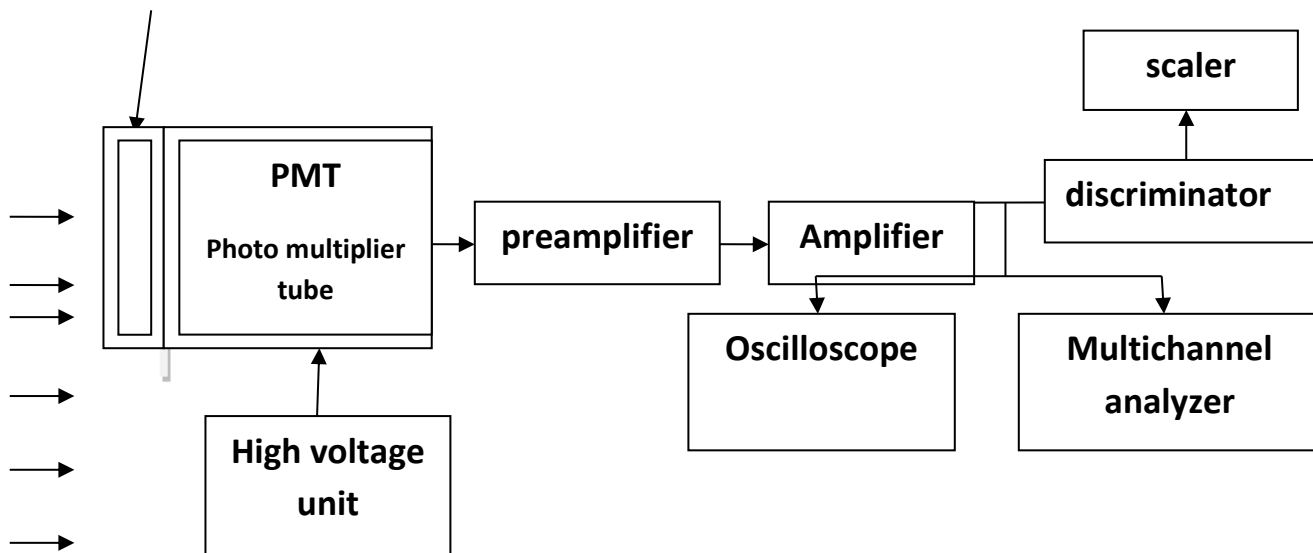 scaler
PMT
Photo multiplier
tube
preamplifier
Amplifier
discriminator
Oscilloscope
Multichannel
analyzer
High voltage
unit